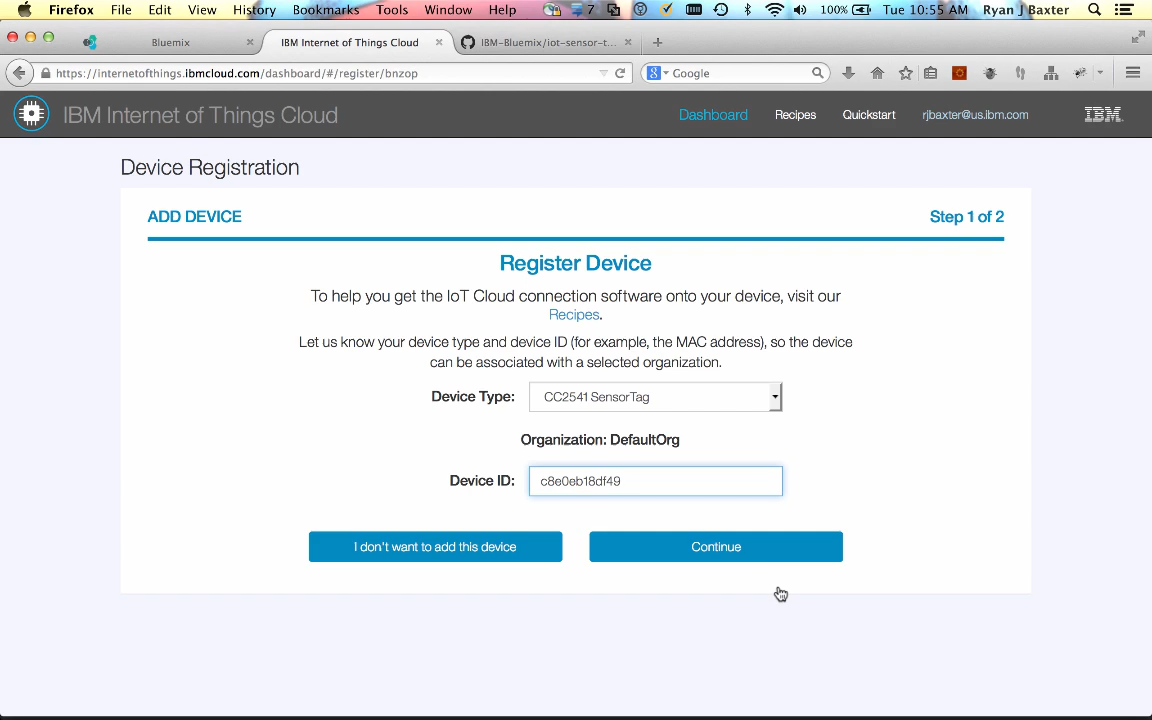 Firefox File Edit View History Bookmarks Tools Window Help 7 100% Tue 10:55 AM Ryan J Baxter
Bluemix IBM Internet of Things Cloud IBM-Bluemix/iot-sensor-t...
https://internetofthings.ibmcloud.com/dashboard/#/register/bnzop Google
IBM Internet of Things Cloud Dashboard Recipes Quickstart rjbaxter@us.ibm.com IBM
Device Registration
ADD DEVICE Step 1 of 2
Register Device
To help you get the IoT Cloud connection software onto your device, visit our
Recipes.
Let us know your device type and device ID (for example, the MAC address), so the device
can be associated with a selected organization.
Device Type: CC2541 SensorTag
Organization: DefaultOrg
Device ID: c8e0eb18df49
I don't want to add this device Continue